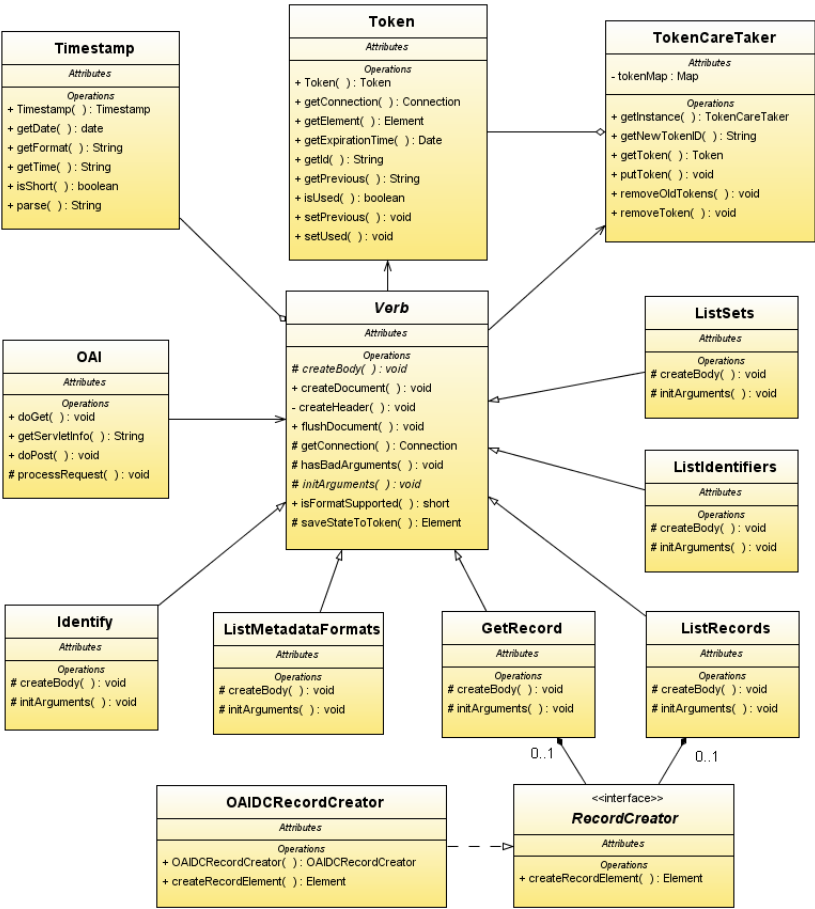 Timestamp
Attributes
Operations
+ Timestamp( ) : Timestamp
+ getDate( ) : date
+ getFormat( ) : String
+ getTime( ) : String
+ isShort( ) : boolean
+ parse( ) : String
Token
Attributes
Operations
+ Token( ) : Token
+ getConnection( ) : Connection
+ getElement( ) : Element
+ getExpirationTime( ) : Date
+ getId( ) : String
+ getPrevious( ) : String
+ isUsed( ) : boolean
+ setPrevious( ) : void
+ setUsed( ) : void
TokenCareTaker
Attributes
- tokenMap : Map
Operations
+ getInstance( ) : TokenCareTaker
+ getNewTokenID( ) : String
+ getToken( ) : Token
+ putToken( ) : void
+ removeOldTokens( ) : void
+ removeToken( ) : void
OAI
Attributes
Operations
+ doGet( ) : void
+ getServletInfo( ) : String
+ doPost( ) : void
# processRequest( ) : void
Verb
Attributes
Operations
# createBody( ) : void
+ createDocument( ) : void
- createHeader( ) : void
+ flushDocument( ) : void
# getConnection( ) : Connection
# hasBadArguments( ) : void
# initArguments( ) : void
+ isFormatSupported( ) : short
# saveStateToToken( ) : Element
ListSets
Attributes
Operations
# createBody( ) : void
# initArguments( ) : void
ListIdentifiers
Attributes
Operations
# createBody( ) : void
# initArguments( ) : void
Identify
Attributes
Operations
# createBody( ) : void
# initArguments( ) : void
ListMetadataFormats
Attributes
Operations
# createBody( ) : void
# initArguments( ) : void
GetRecord
Attributes
Operations
# createBody( ) : void
# initArguments( ) : void
ListRecords
Attributes
Operations
# createBody( ) : void
# initArguments( ) : void
0..1
0..1
OAIDCRecordCreator
Attributes
Operations
+ OAIDCRecordCreator( ) : OAIDCRecordCreator
+ createRecordElement( ) : Element
<<interface>>
RecordCreator
Attributes
Operations
+ createRecordElement( ) : Element